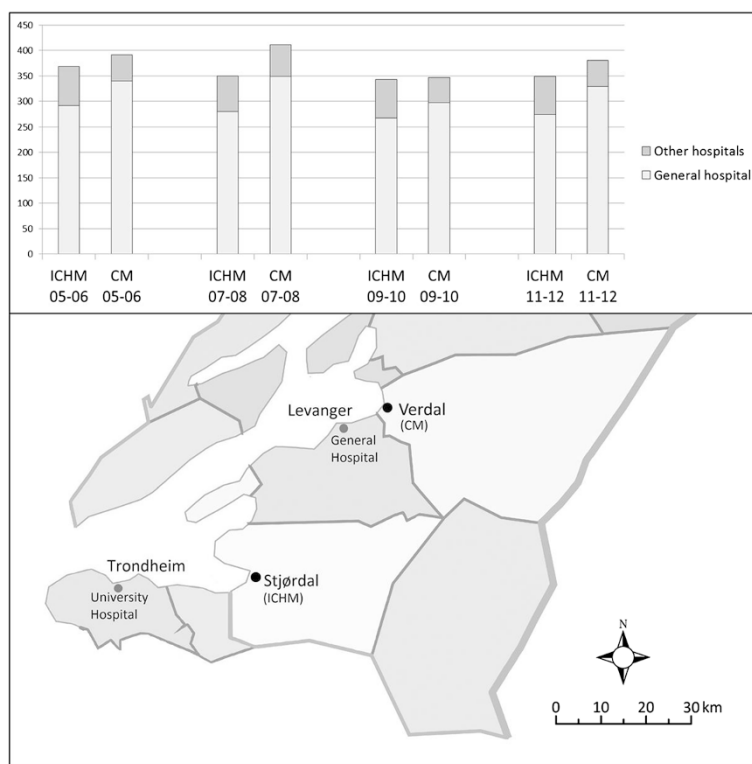 450
400
350
300
250
200
150
100
50
0
ICHM CM ICHM CM ICHM CM ICHM CM
05-06 05-06 07-08 07-08 09-10 09-10 11-12 11-12
Other hospitals
General hospital
Levanger
Verdal
(CM)
General
Hospital
Trondheim
University
Hospital
Stjørdal
(ICHM)
N
0 10 20 30 km